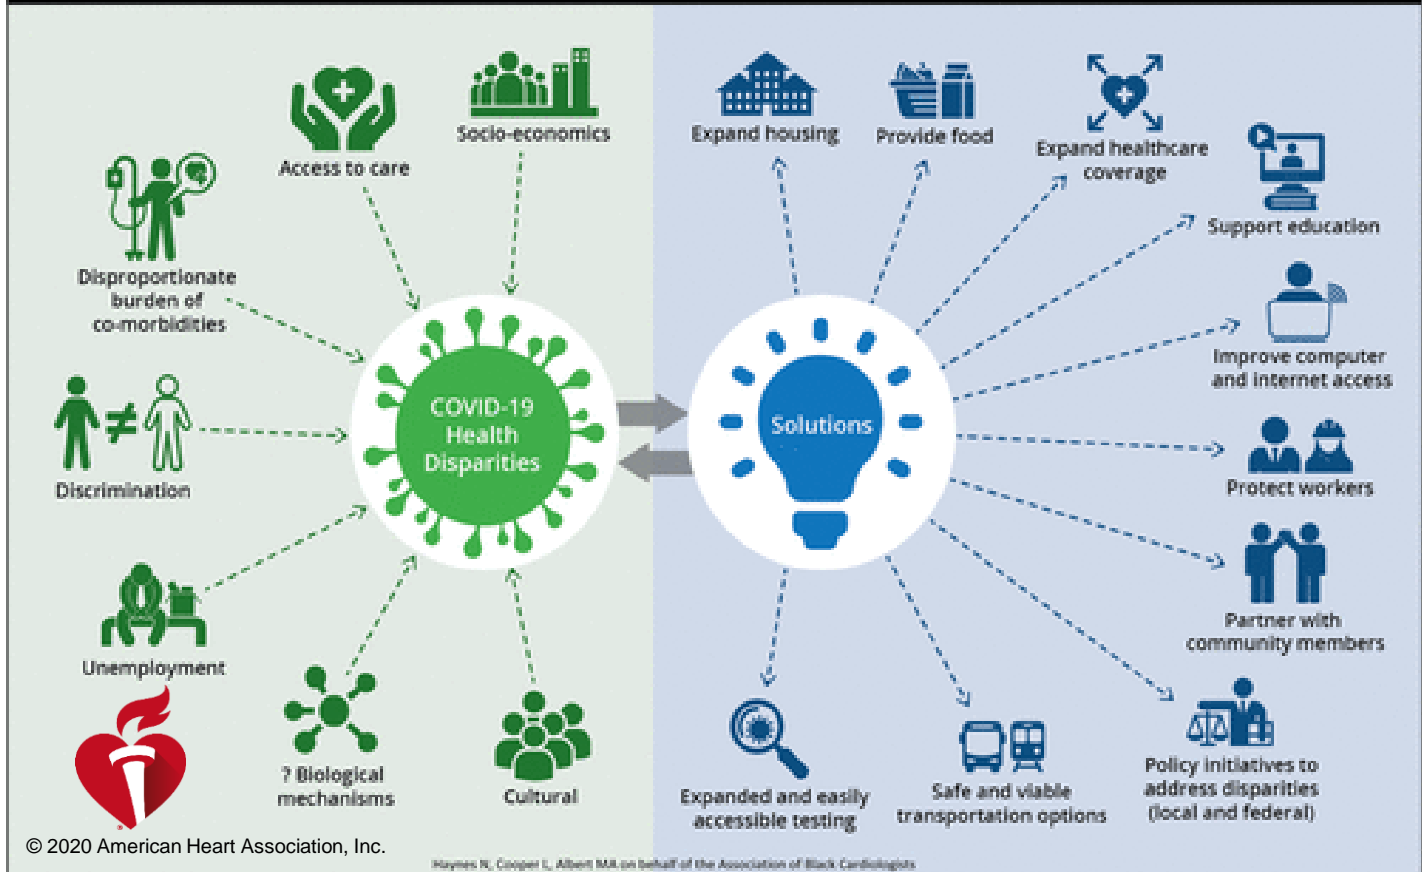 Socio-economics
Access to care
Disproportionate
burden of
co-morbidities
Discrimination
Unemployment
? Biological
mechanisms
Cultural
COVID-19
Health
Disparities
Solutions
Expand housing
Provide food
Expand healthcare
coverage
Support education
Improve computer
and internet access
Protect workers
Partner with
community members
Policy initiatives to
address disparities
(local and federal)
Safe and viable
transportation options
Expanded and easily
accessible testing
© 2020 American Heart Association, Inc.
Haynes N, Cooper L, Albert MA on behalf of the Association of Black Cardiologists